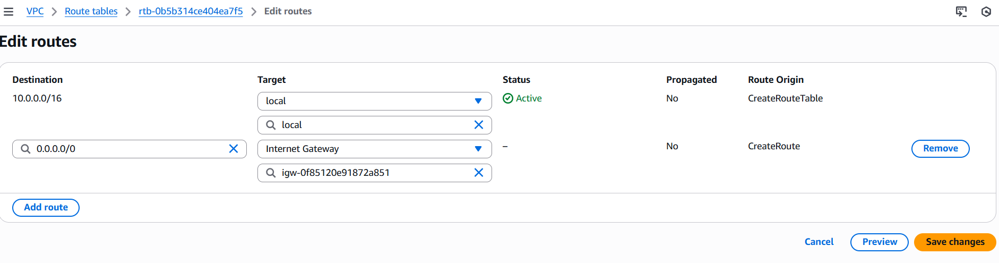 VPC > Route tables > rtb-0b5b314ce404ea7f5 > Edit routes
Edit routes
Destination Target Status Propagated Route Origin
10.0.0.0/16 local Active No CreateRouteTable
local
0.0.0.0/0 Internet Gateway – No CreateRoute Remove
igw-0f85120e91872a851
Add route
Cancel Preview Save changes